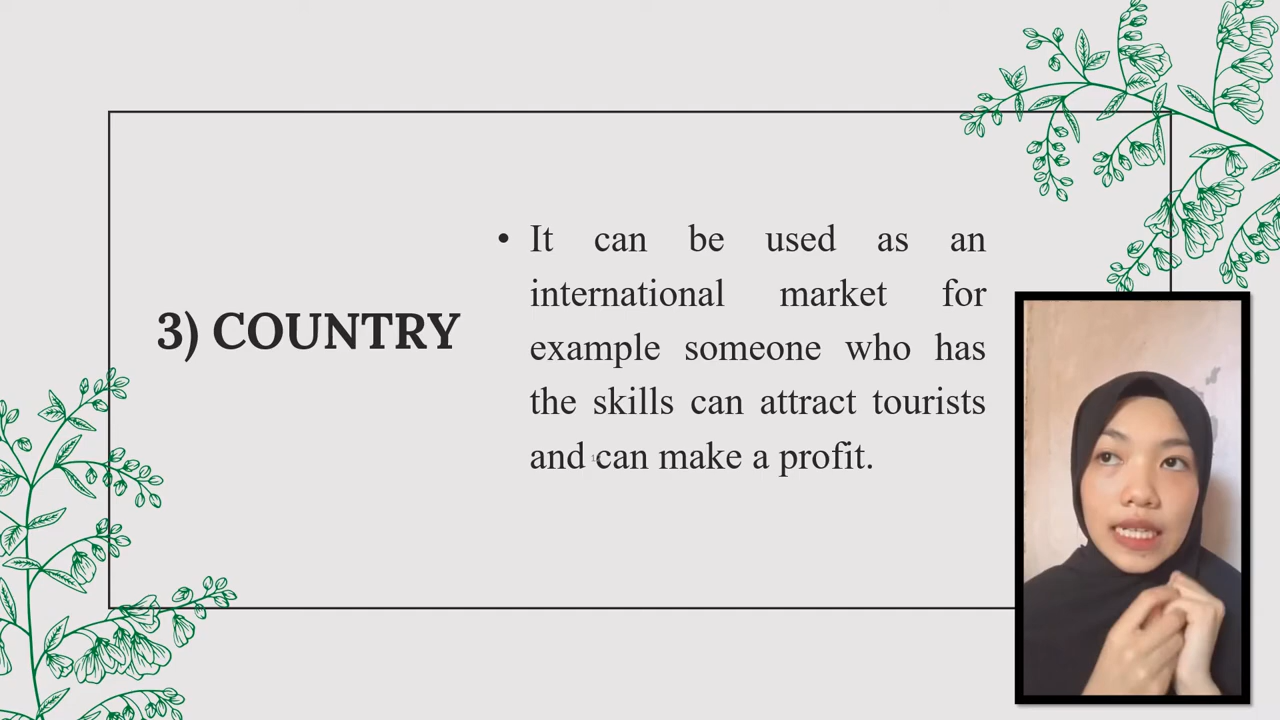 3) COUNTRY
• It can be used as an
international market for
example someone who has
the skills can attract tourists
and can make a profit.